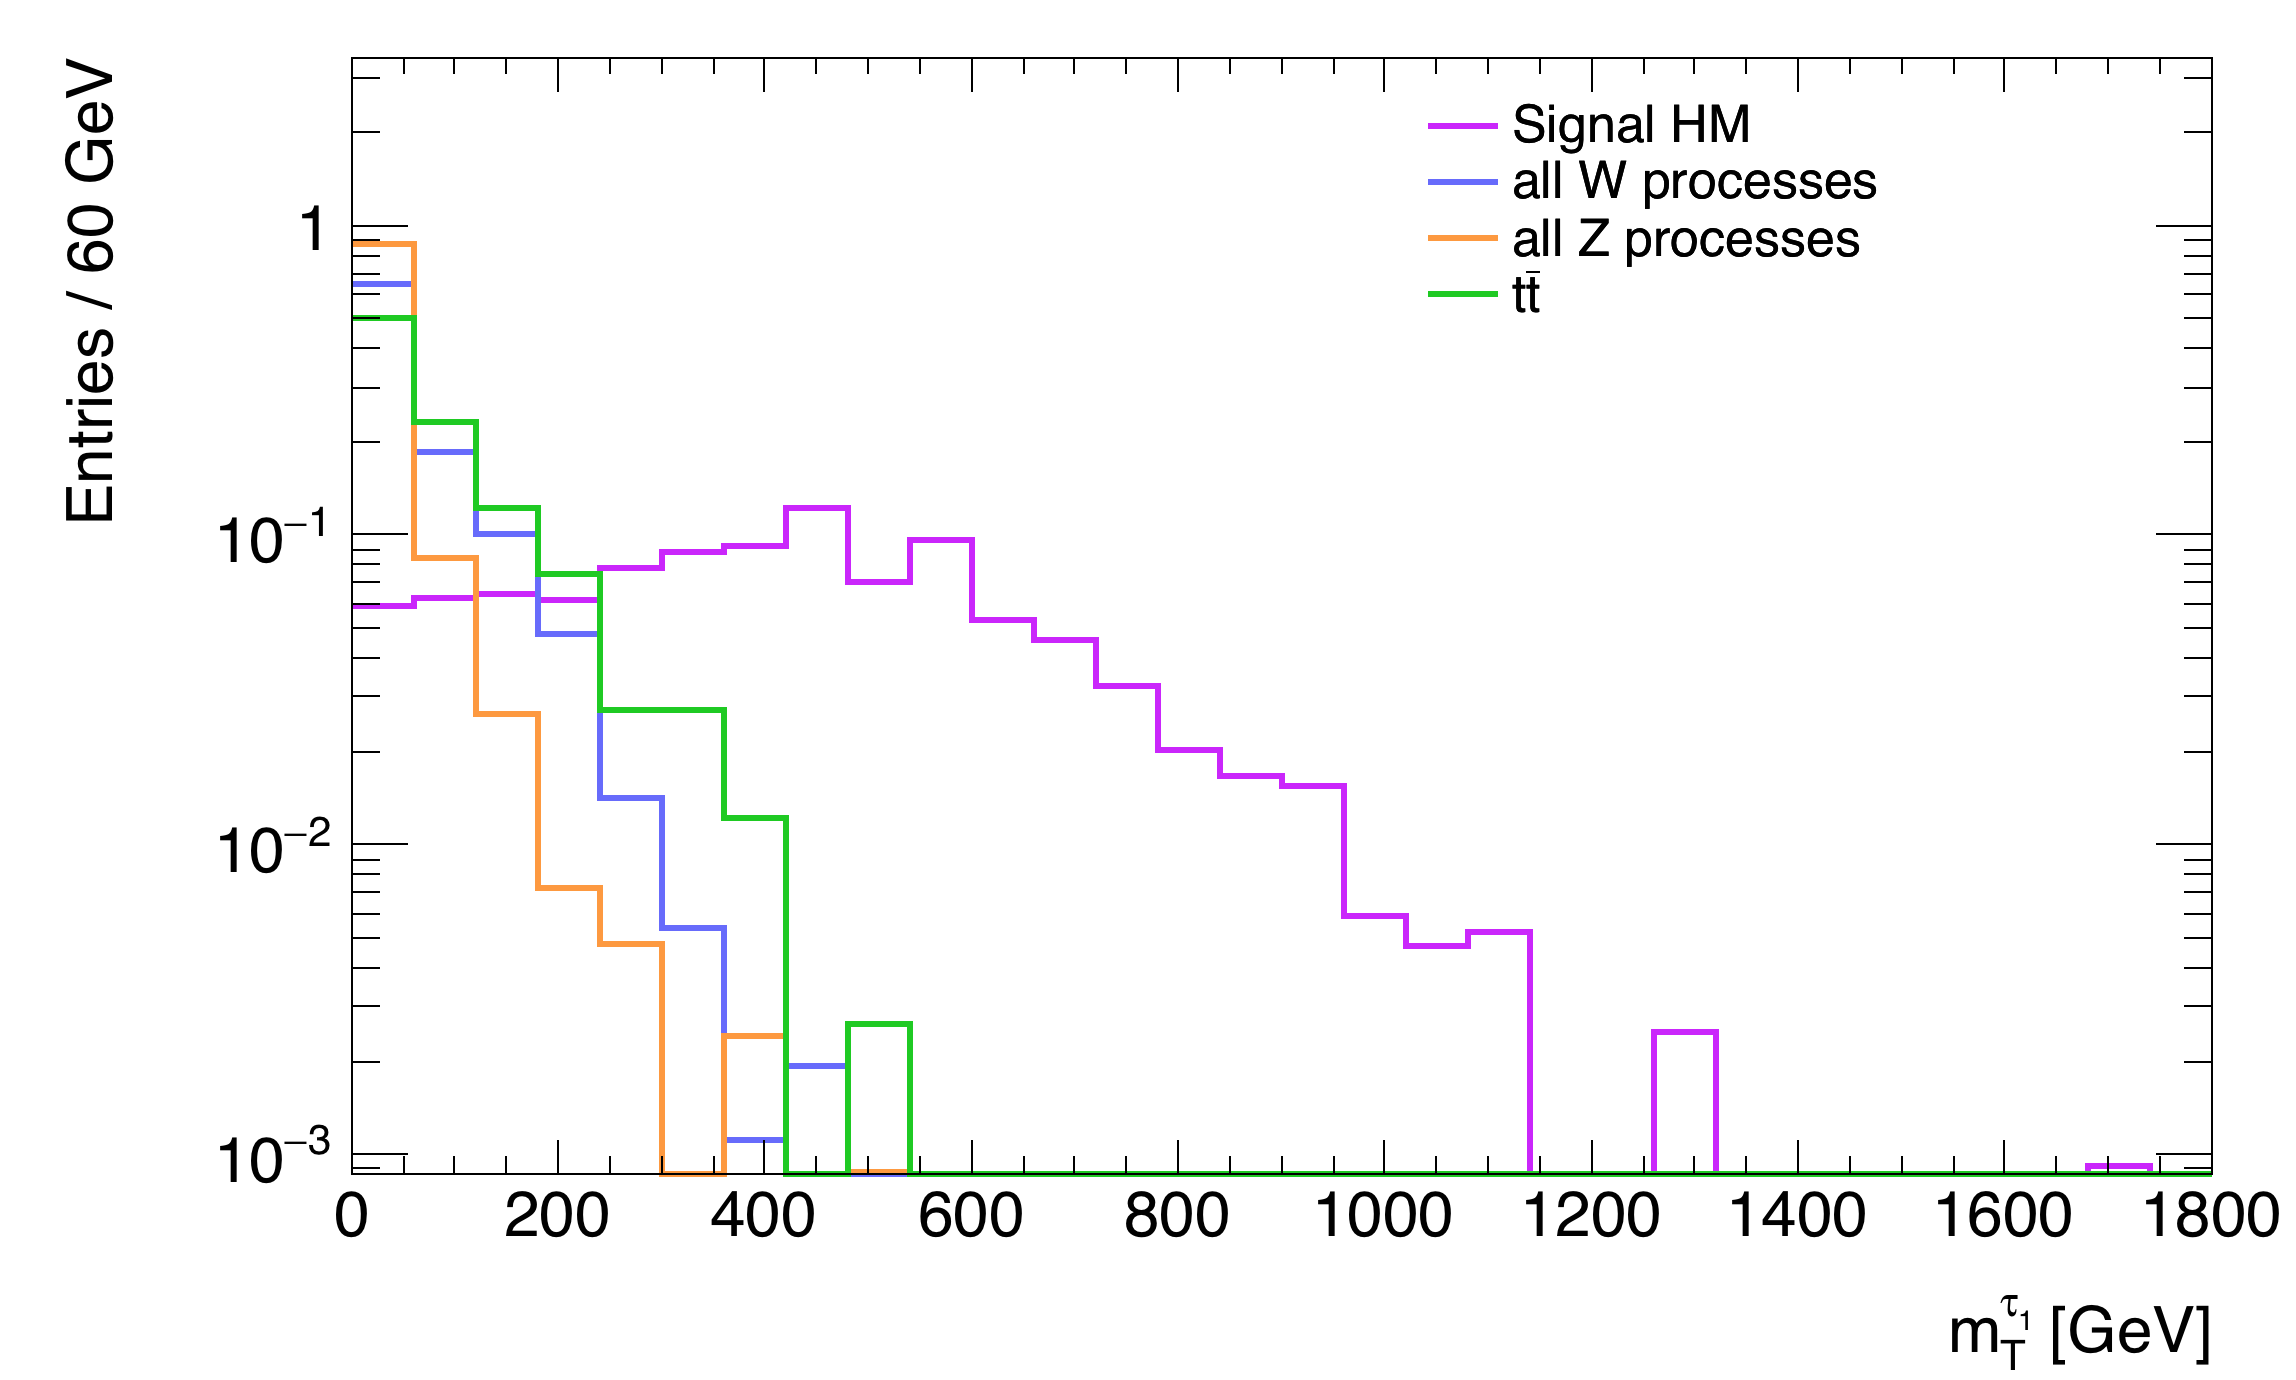 Entries / 60 GeV
Signal HM
all W processes
all Z processes
tt̄
1
10⁻¹
10⁻²
10⁻³
0 200 400 600 800 1000 1200 1400 1600 1800
m_T^{τ₁} [GeV]